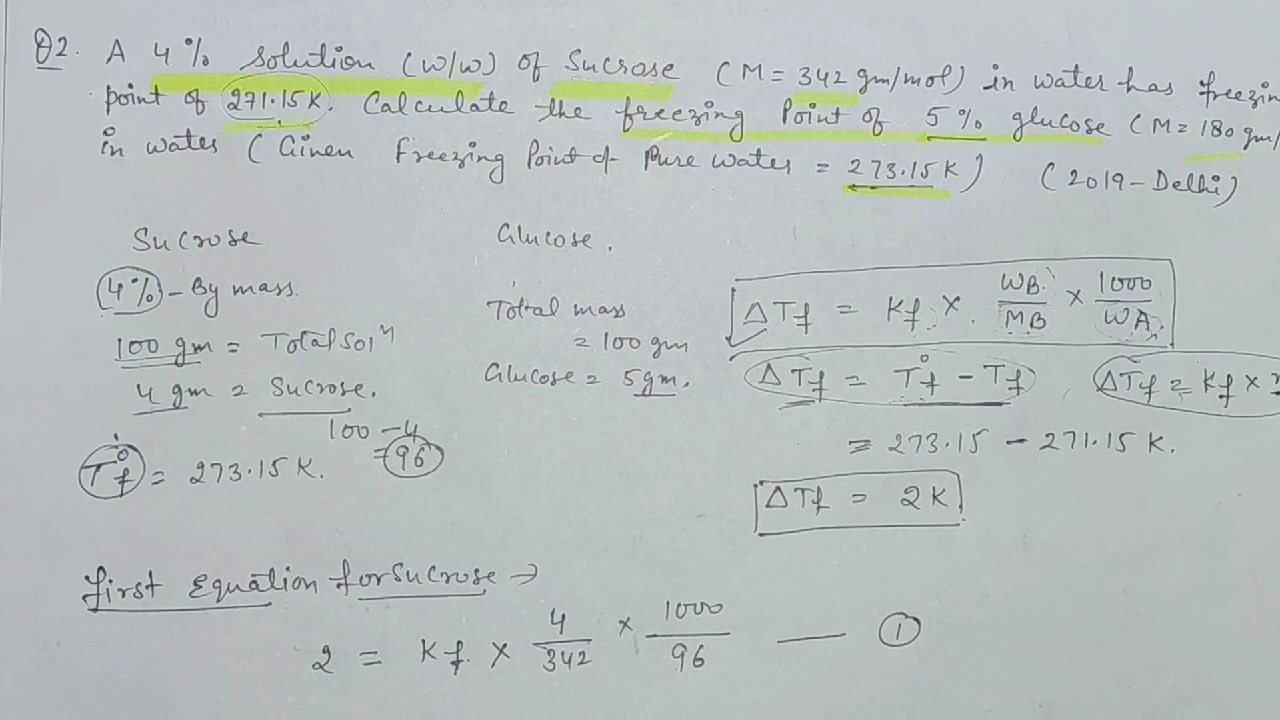 Q2. A 4% solution (w/w) of Sucrose (M = 342 gm/mol) in water has freezin
point of 271.15K. Calculate the freezing Point of 5% glucose (M = 180 gm/
in water (Given freezing Point of Pure water = 273.15K) (2019-Delhi)
Sucrose
4% - By mass.
100 gm = Total Solⁿ
4 gm = Sucrose.
100 - 4
= 96
T°f = 273.15 K.
Glucose.
Total mass
= 100 gm
Glucose = 5gm.
ΔTf = Kf × WB/MB × 1000/WA
ΔTf = T°f - Tf , ΔTf = Kf ×
= 273.15 - 271.15 K.
ΔTf = 2K
first Equation for Sucrose →
2 = Kf. × 4/342 × 1000/96 — ①